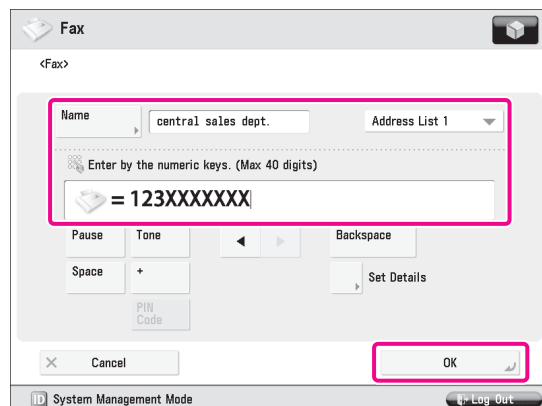 Fax
<Fax>
Name
central sales dept.
Address List 1
Enter by the numeric keys. (Max 40 digits)
= 123XXXXXXX
Pause Tone Backspace
Space + Set Details
PIN
Code
Cancel OK
ID System Management Mode Log Out